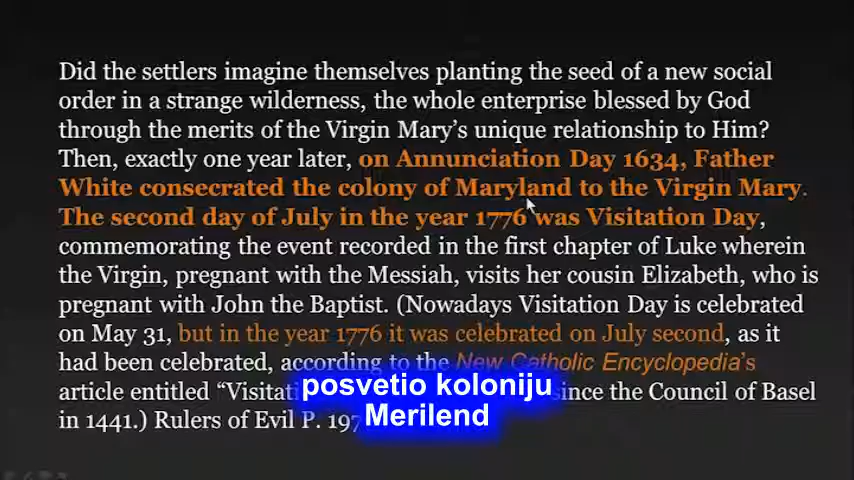 Did the settlers imagine themselves planting the seed of a new social
order in a strange wilderness, the whole enterprise blessed by God
through the merits of the Virgin Mary's unique relationship to Him?
Then, exactly one year later, on Annunciation Day 1634, Father
White consecrated the colony of Maryland to the Virgin Mary.
The second day of July in the year 1776 was Visitation Day,
commemorating the event recorded in the first chapter of Luke wherein
the Virgin, pregnant with the Messiah, visits her cousin Elizabeth, who is
pregnant with John the Baptist. (Nowadays Visitation Day is celebrated
on May 31, but in the year 1776 it was celebrated on July second, as it
had been celebrated, according to the New Catholic Encyclopedia's
article entitled since the Council of Basel
in 1441.) Rulers of Evil P.
posvetio koloniju
Merilend